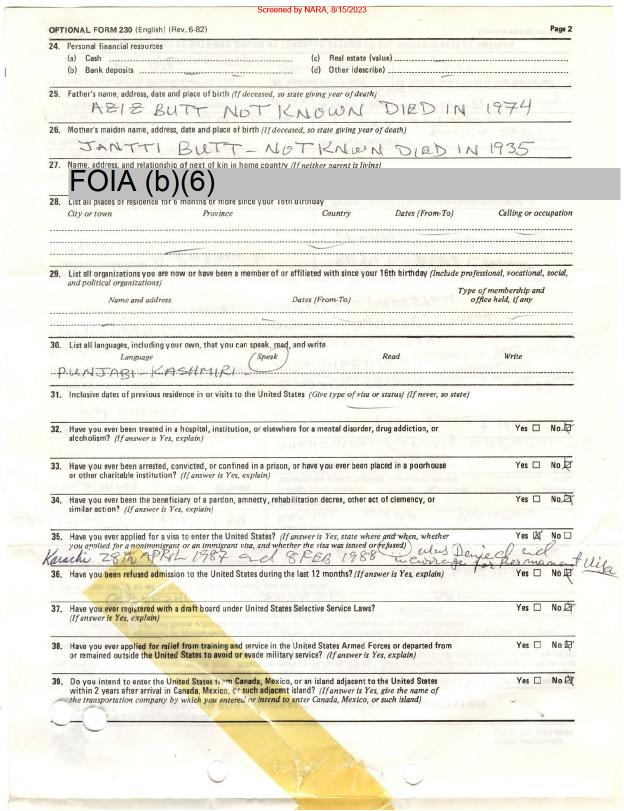 Screened by NARA, 8/15/2023
OPTIONAL FORM 230 (English) (Rev. 6-82) Page 2
24. Personal financial resources
(a) Cash (c) Real estate (value)
(b) Bank deposits (d) Other (describe)
25. Father's name, address, date and place of birth (If deceased, so state giving year of death)
AZIZ BUTT NOT KNOWN DIED IN 1974
26. Mother's maiden name, address, date and place of birth (If deceased, so state giving year of death)
JANTTI BUTT - NOT KNOWN DIED IN 1935
27. Name, address, and relationship of next of kin in home country (If neither parent is living)
FOIA (b)(6)
28. List all places of residence for 6 months or more since your 16th birthday
City or town Province Country Dates (From-To) Calling or occupation
29. List all organizations you are now or have been a member of or affiliated with since your 16th birthday (Include professional, vocational, social,
and political organizations)
Type of membership and
Name and address Dates (From-To) office held, if any
30. List all languages, including your own, that you can speak, read, and write
Language Speak Read Write
PUNJABI - KASHMIRI
31. Inclusive dates of previous residence in or visits to the United States (Give type of visa or status) (If never, so state)
32. Have you ever been treated in a hospital, institution, or elsewhere for a mental disorder, drug addiction, or Yes No
alcoholism? (If answer is Yes, explain)
33. Have you ever been arrested, convicted, or confined in a prison, or have you ever been placed in a poorhouse Yes No
or other charitable institution? (If answer is Yes, explain)
34. Have you ever been the beneficiary of a pardon, amnesty, rehabilitation decree, other act of clemency, or Yes No
similar action? (If answer is Yes, explain)
35. Have you ever applied for a visa to enter the United States? (If answer is Yes, state where and when, whether Yes No
you applied for a nonimmigrant or an immigrant visa, and whether the visa was issued or refused)
Karachi 28th APRIL 1987 and 8 FEB 1988 was Denied and
for Permanent Visa
36. Have you been refused admission to the United States during the last 12 months? (If answer is Yes, explain) Yes No
37. Have you ever registered with a draft board under United States Selective Service Laws? Yes No
(If answer is Yes, explain)
38. Have you ever applied for relief from training and service in the United States Armed Forces or departed from Yes No
or remained outside the United States to avoid or evade military service? (If answer is Yes, explain)
39. Do you intend to enter the United States from Canada, Mexico, or an island adjacent to the United States Yes No
within 2 years after arrival in Canada, Mexico, or such adjacent island? (If answer is Yes, give the name of
the transportation company by which you entered or intend to enter Canada, Mexico, or such island)